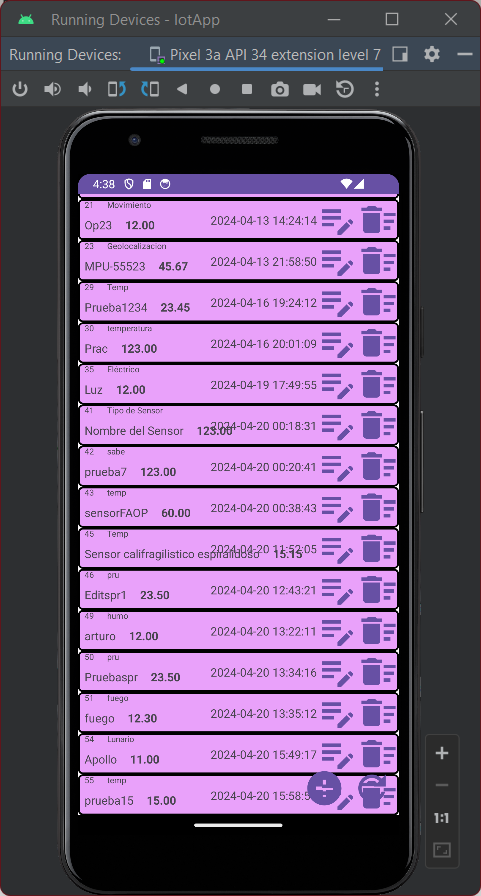 Running Devices - IotApp
Running Devices: Pixel 3a API 34 extension level 7
4:38
21 Movimiento
Op23 12.00 2024-04-13 14:24:14
23 Geolocalizacion
MPU-55523 45.67 2024-04-13 21:58:50
29 Temp
Prueba1234 23.45 2024-04-16 19:24:12
30 temperatura
Prac 123.00 2024-04-16 20:01:09
35 Eléctrico
Luz 12.00 2024-04-19 17:49:55
41 Tipo de Sensor
Nombre del Sensor 123.00 2024-04-20 00:18:31
42 sabe
prueba7 123.00 2024-04-20 00:20:41
43 temp
sensorFAOP 60.00 2024-04-20 00:38:43
45 Temp
Sensor califragilistico espiralidoso 15.15 2024-04-20 11:52:05
46 pru
Editspr1 23.50 2024-04-20 12:43:21
49 humo
arturo 12.00 2024-04-20 13:22:11
50 pru
Pruebaspr 23.50 2024-04-20 13:34:16
51 fuego
fuego 12.30 2024-04-20 13:35:12
54 Lunario
Apollo 11.00 2024-04-20 15:49:17
55 temp
prueba15 15.00 2024-04-20
1:1